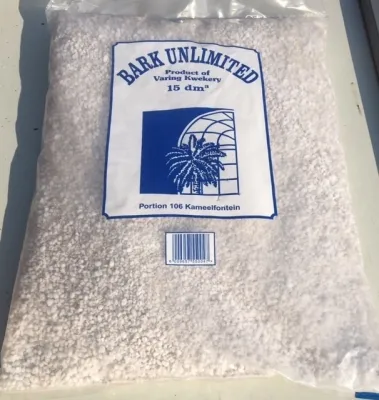 BARK UNLIMITED
Product of
Varing Kwekery
15 dm³
Portion 106 Kameelfontein